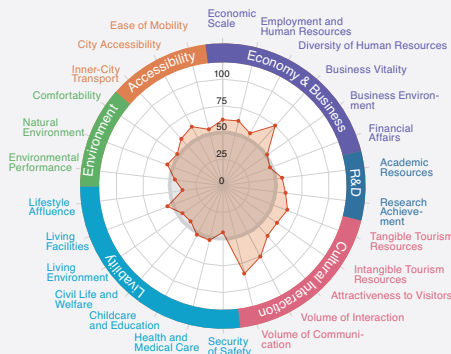 Economic
Scale
Employment and
Human Resources
Diversity of Human Resources
Business Vitality
Business Environ-
ment
Financial
Affairs
Academic
Resources
Research
Achieve-
ment
Tangible Tourism
Resources
Intangible Tourism
Resources
Attractiveness to Visitors
Volume of Interaction
Volume of Communi-
cation
Security
of Safety
Health and
Medical Care
Childcare
and Education
Civil Life and
Welfare
Living
Environment
Living
Facilities
Lifestyle
Affluence
Environmental
Performance
Natural
Environment
Comfortability
Inner-City
Transport
City Accessibility
Ease of Mobility
Economy & Business
R&D
Cultural Interaction
Livability
Environment
Accessibility
100
75
50
25
0